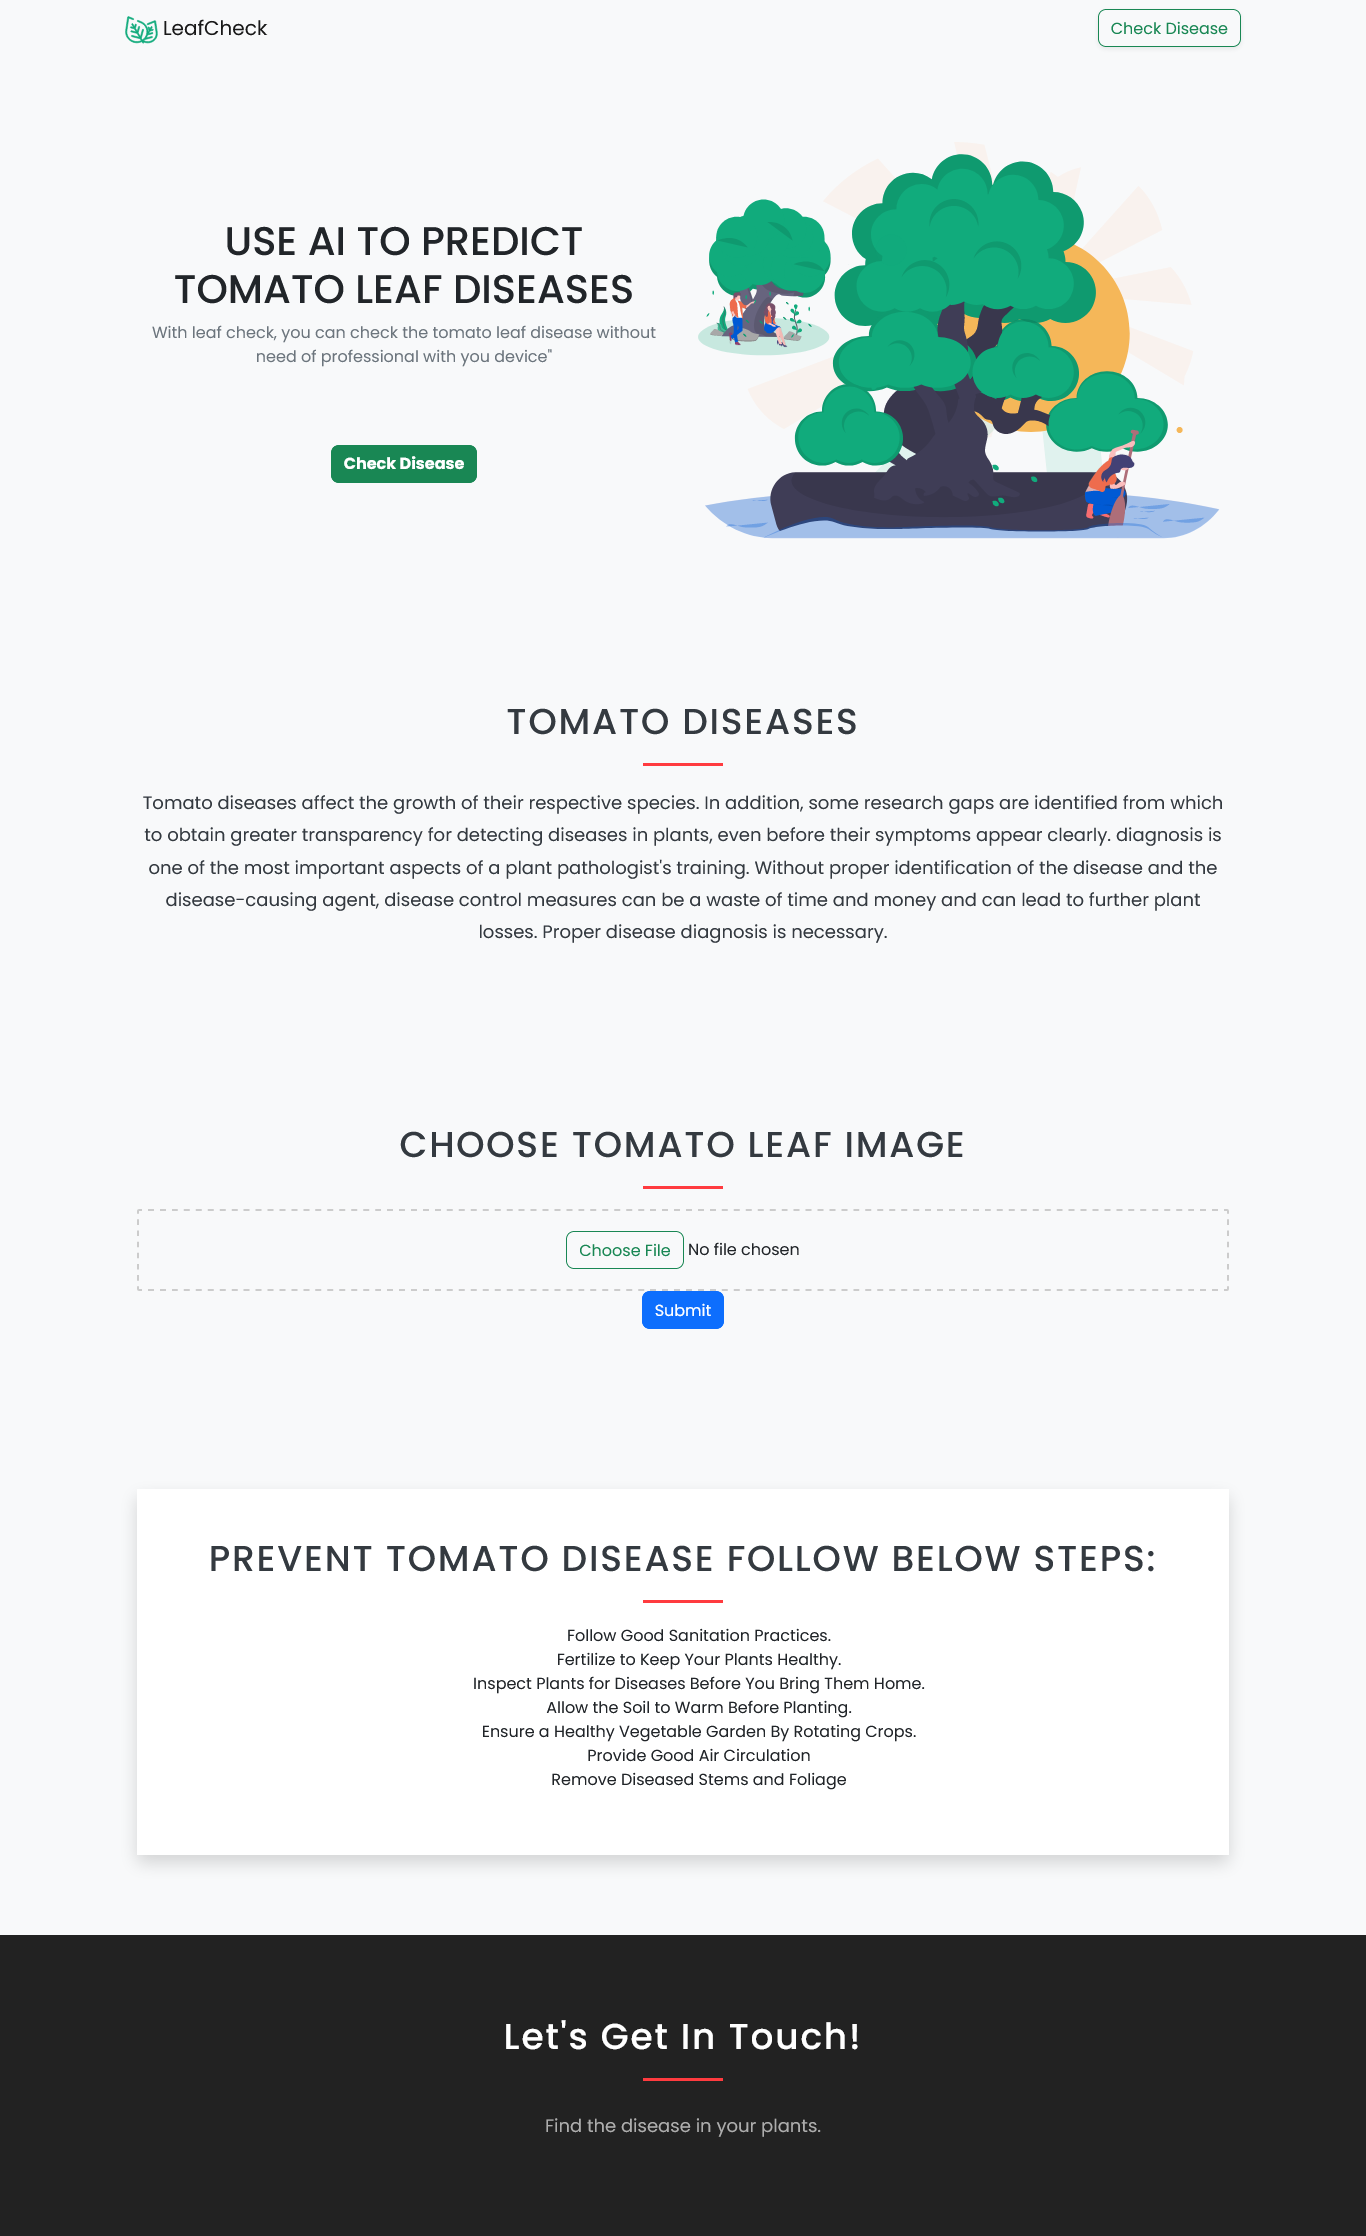 LeafCheck
Check Disease
USE AI TO PREDICT
TOMATO LEAF DISEASES
With leaf check, you can check the tomato leaf disease without
need of professional with you device"
Check Disease
TOMATO DISEASES
Tomato diseases affect the growth of their respective species. In addition, some research gaps are identified from which
to obtain greater transparency for detecting diseases in plants, even before their symptoms appear clearly. diagnosis is
one of the most important aspects of a plant pathologist's training. Without proper identification of the disease and the
disease-causing agent, disease control measures can be a waste of time and money and can lead to further plant
losses. Proper disease diagnosis is necessary.
CHOOSE TOMATO LEAF IMAGE
Choose File No file chosen
Submit
PREVENT TOMATO DISEASE FOLLOW BELOW STEPS:
Follow Good Sanitation Practices.
Fertilize to Keep Your Plants Healthy.
Inspect Plants for Diseases Before You Bring Them Home.
Allow the Soil to Warm Before Planting.
Ensure a Healthy Vegetable Garden By Rotating Crops.
Provide Good Air Circulation
Remove Diseased Stems and Foliage
Let's Get In Touch!
Find the disease in your plants.